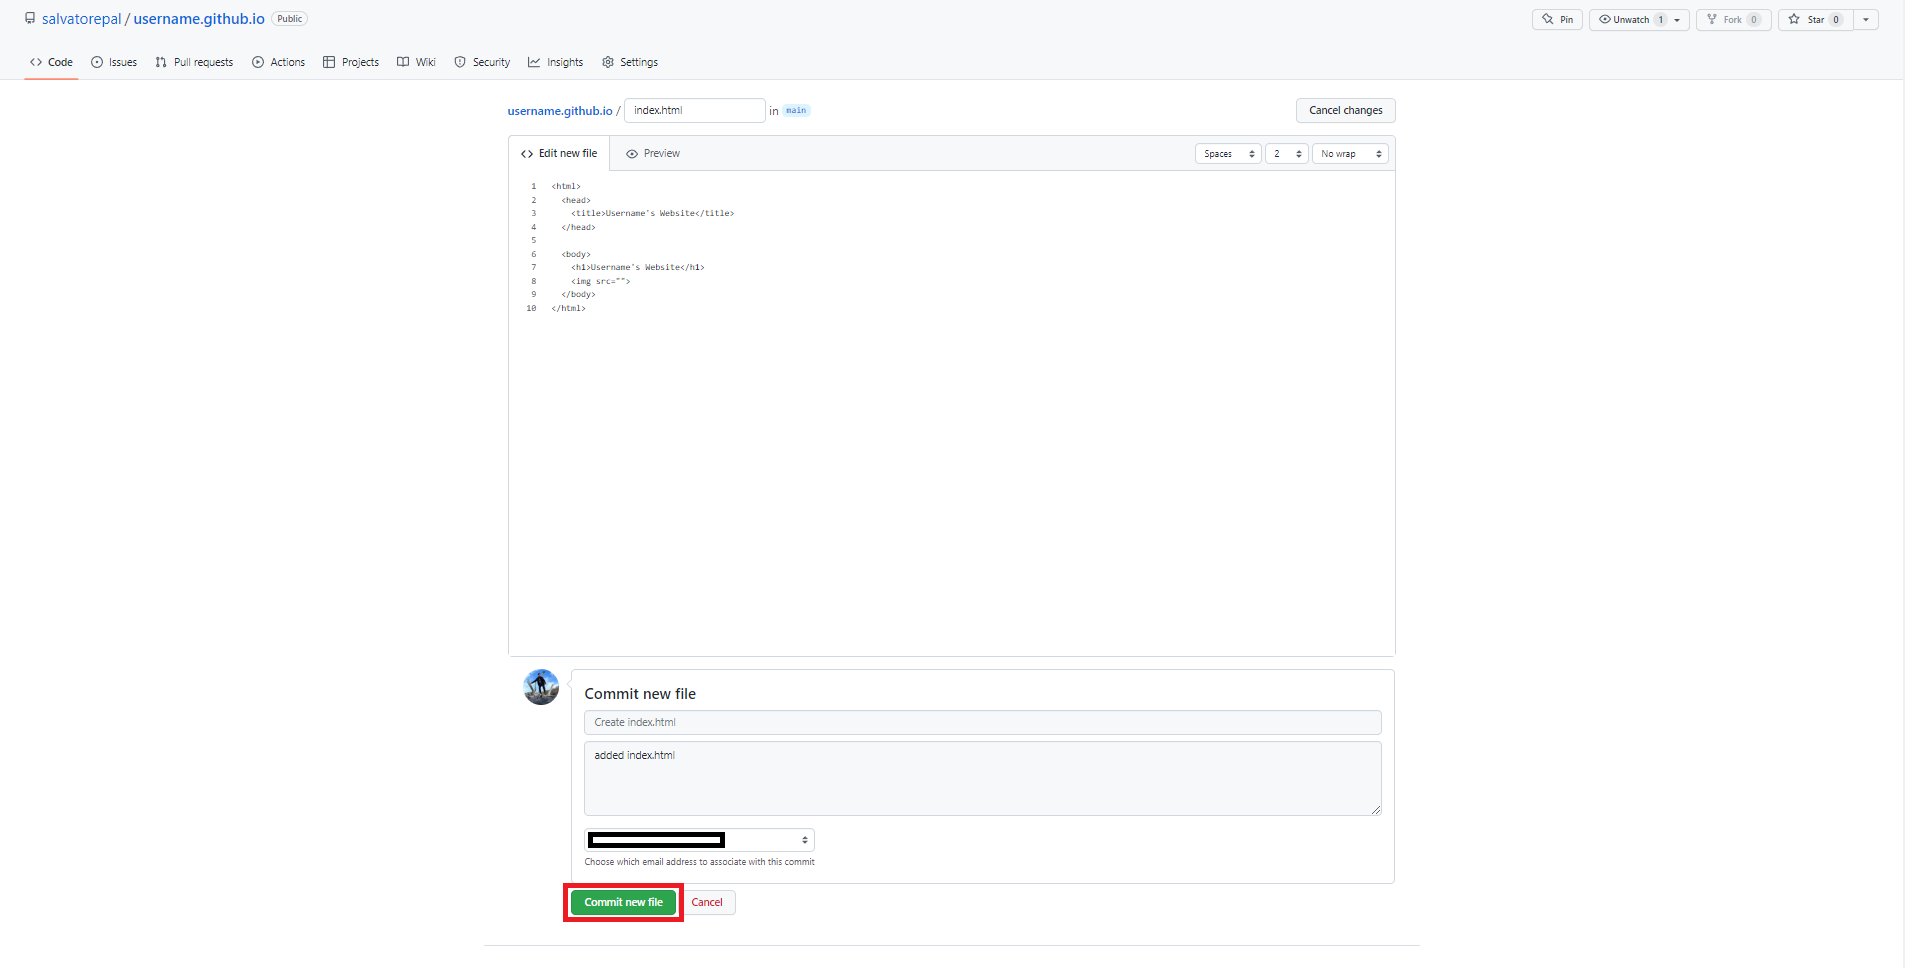 salvatorepal / username.github.io Public
Pin Unwatch 1 Fork 0 Star 0
Code Issues Pull requests Actions Projects Wiki Security Insights Settings
username.github.io / index.html in main Cancel changes
Edit new file Preview Spaces 2 No wrap
1 <html>
2 <head>
3 <title>Username's Website</title>
4 </head>
5
6 <body>
7 <h1>Username's Website</h1>
8 <img src="">
9 </body>
10 </html>
Commit new file
Create index.html
added index.html
Choose which email address to associate with this commit
Commit new file Cancel